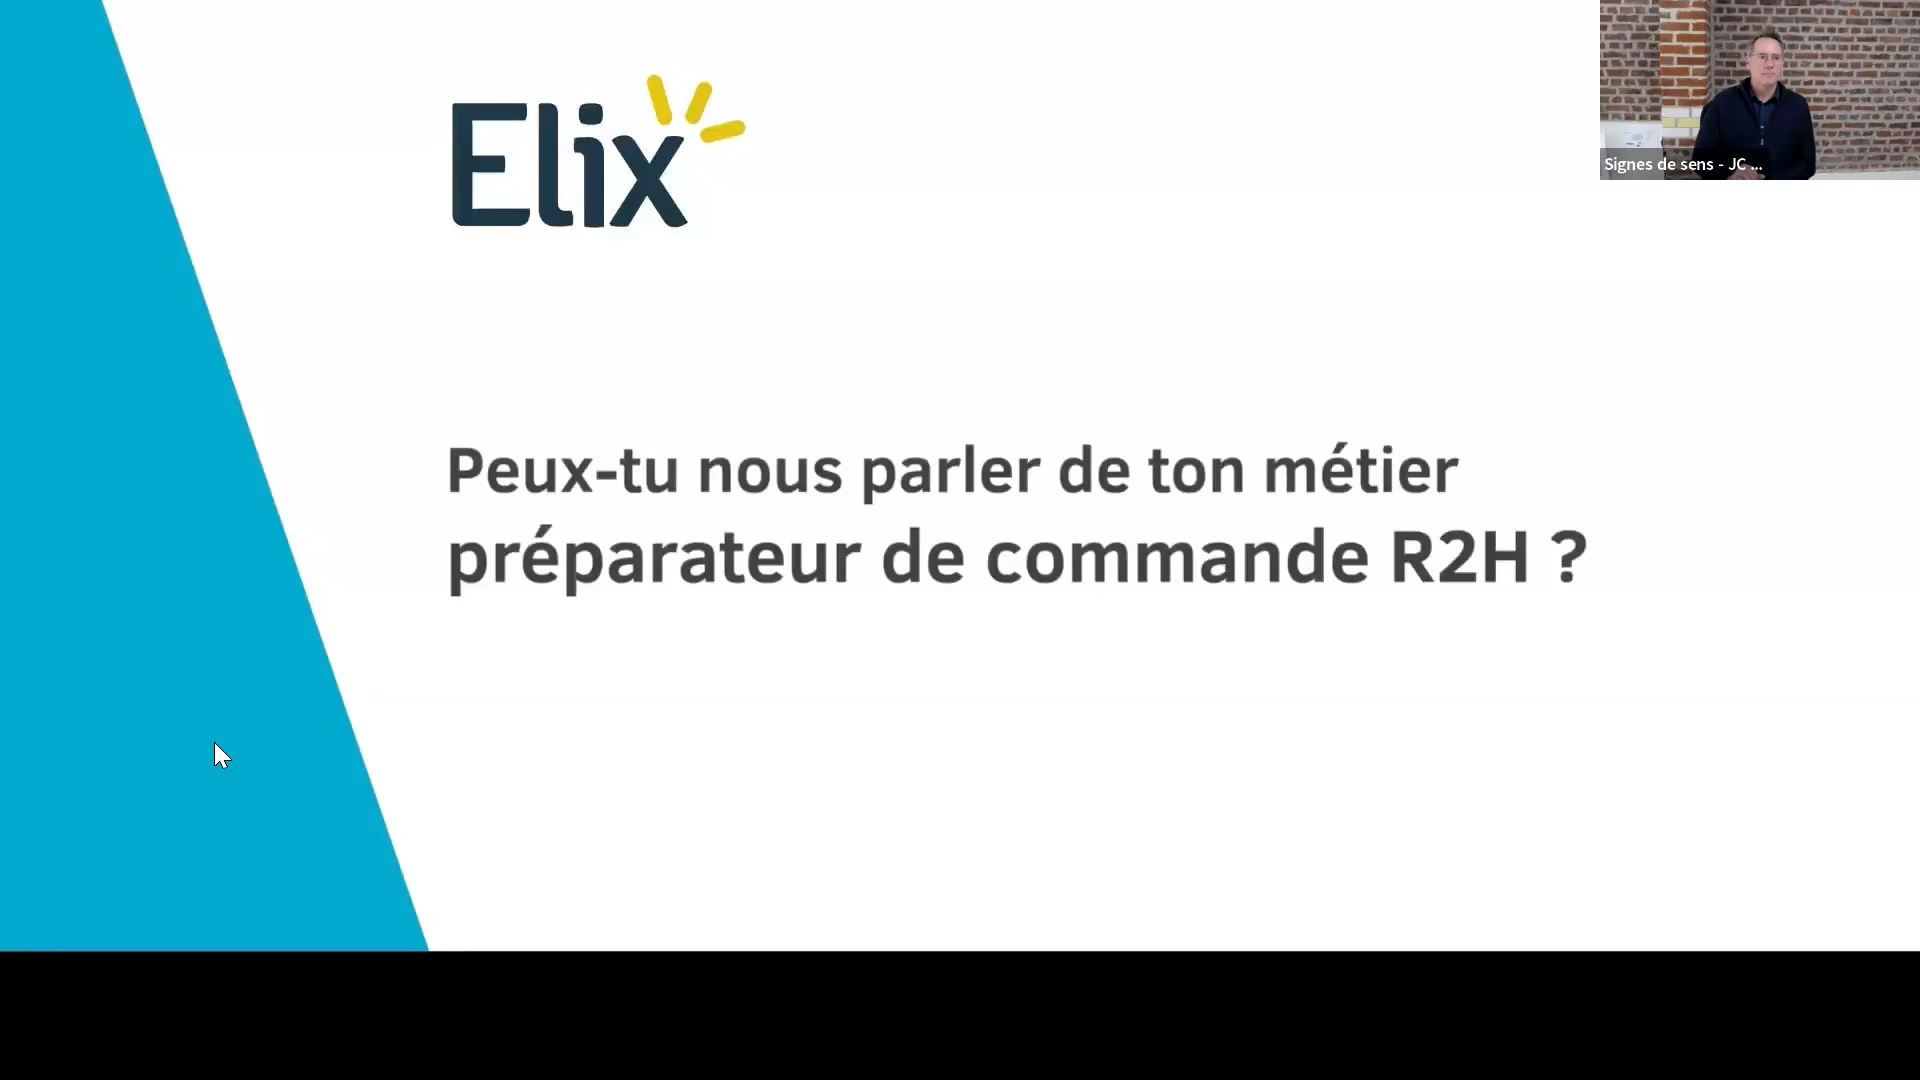 Elix
Signes de sens - JC ...
Peux-tu nous parler de ton métier
préparateur de commande R2H ?